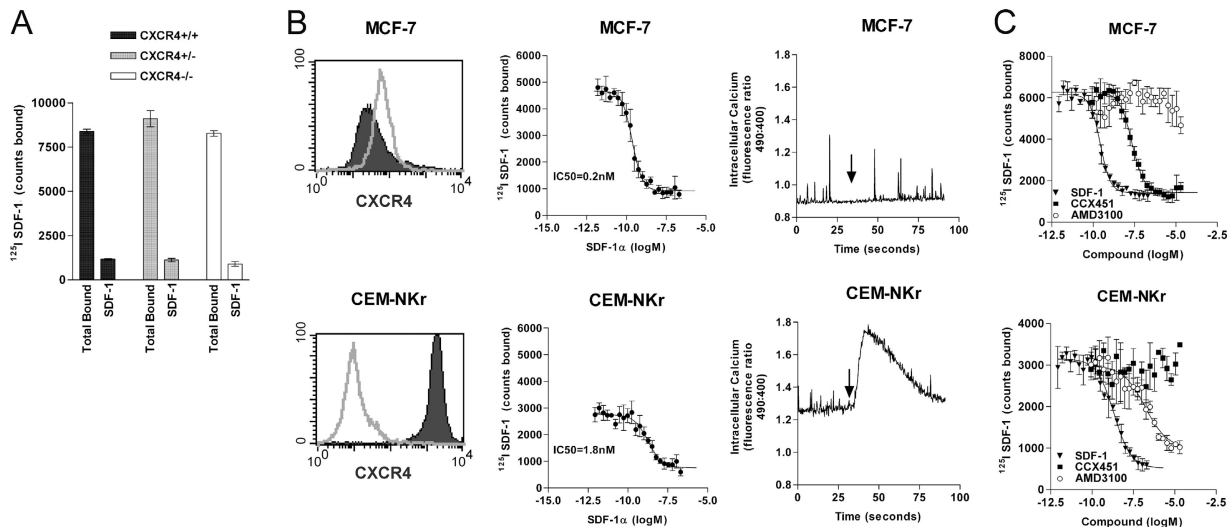 A
CXCR4+/+
CXCR4+/-
CXCR4-/-
¹²⁵I SDF-1 (counts bound)
10000
7500
5000
2500
0
Total Bound
SDF-1
Total Bound
SDF-1
Total Bound
SDF-1
B
MCF-7
100
0
10⁰
10²
10⁴
CXCR4
MCF-7
¹²⁵I SDF-1 (counts bound)
6000
5000
4000
3000
2000
1000
0
IC50=0.2nM
-15.0 -12.5 -10.0 -7.5 -5.0
SDF-1α (logM)
MCF-7
Intracellular Calcium
(fluorescence ratio
490:400)
1.8
1.6
1.4
1.2
1.0
0.8
0 25 50 75 100
Time (seconds)
CEM-NKr
100
0
10⁰
10²
10⁴
CXCR4
CEM-NKr
¹²⁵I SDF-1 (counts bound)
6000
5000
4000
3000
2000
1000
0
IC50=1.8nM
-15.0 -12.5 -10.0 -7.5 -5.0
SDF-1α (logM)
CEM-NKr
Intracellular Calcium
(fluorescence ratio
490:400)
1.8
1.6
1.4
1.2
1.0
0.8
0 25 50 75 100
Time (seconds)
C
MCF-7
¹²⁵I SDF-1 (counts bound)
8000
6000
4000
2000
0
SDF-1
CCX451
AMD3100
-12.5 -10.0 -7.5 -5.0 -2.5
Compound (logM)
CEM-NKr
¹²⁵I SDF-1 (counts bound)
4000
3000
2000
1000
0
SDF-1
CCX451
AMD3100
-12.5 -10.0 -7.5 -5.0 -2.5
Compound (logM)